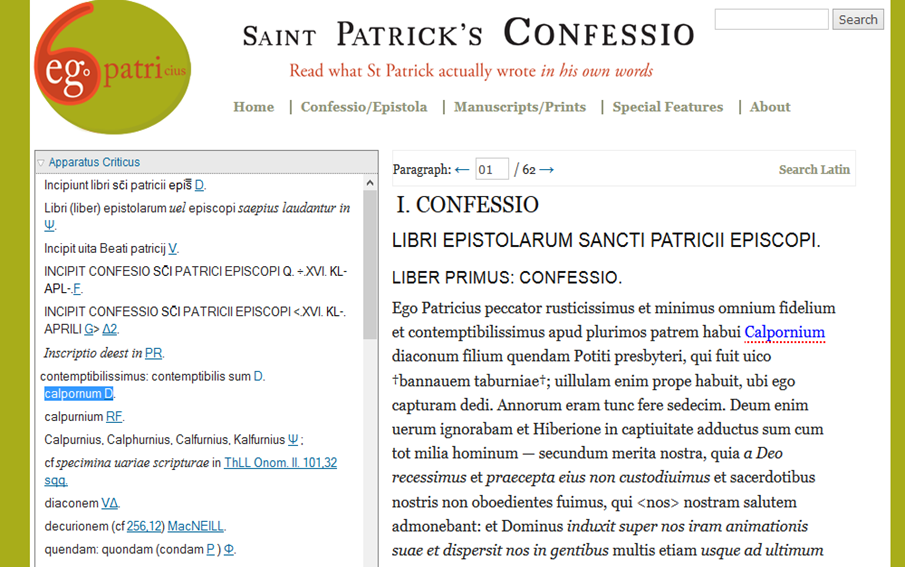 ego patricius
SAINT PATRICK'S CONFESSIO
Read what St Patrick actually wrote in his own words
Search
Home | Confessio/Epistola | Manuscripts/Prints | Special Features | About
Apparatus Criticus
Incipiunt libri sc̄i patricii epis̄ D.
Libri (liber) epistolarum uel episcopi saepius laudantur in
Ψ.
Incipit uita Beati patricij V.
INCIPIT CONFESIO SC̄I PATRICI EPISCOPI Q. ÷.XVI. KL-
APL-.F.
INCIPIT CONFESSIO SC̄I PATRICII EPISCOPI <.XVI. KL-.
APRILI G> Δ2.
Inscriptio deest in PR.
contemptibilissimus: contemptibilis sum D.
calpornum D.
calpurnium RF.
Calpurnius, Calphurnius, Calfurnius, Kalfurnius Ψ ;
cf specimina uariae scripturae in ThLL Onom. II. 101,32
sqq.
diaconem VΔ.
decurionem (cf 256,12) MacNEILL.
quendam: quondam (condam P ) Φ.
Paragraph: ← 01 / 62 → Search Latin
I. CONFESSIO
LIBRI EPISTOLARUM SANCTI PATRICII EPISCOPI.
LIBER PRIMUS: CONFESSIO.
Ego Patricius peccator rusticissimus et minimus omnium fidelium
et contemptibilissimus apud plurimos patrem habui Calpornium
diaconum filium quendam Potiti presbyteri, qui fuit uico
†bannauem taburniae†; uillulam enim prope habuit, ubi ego
capturam dedi. Annorum eram tunc fere sedecim. Deum enim
uerum ignorabam et Hiberione in captiuitate adductus sum cum
tot milia hominum — secundum merita nostra, quia a Deo
recessimus et praecepta eius non custodiuimus et sacerdotibus
nostris non oboedientes fuimus, qui <nos> nostram salutem
admonebant: et Dominus induxit super nos iram animationis
suae et dispersit nos in gentibus multis etiam usque ad ultimum